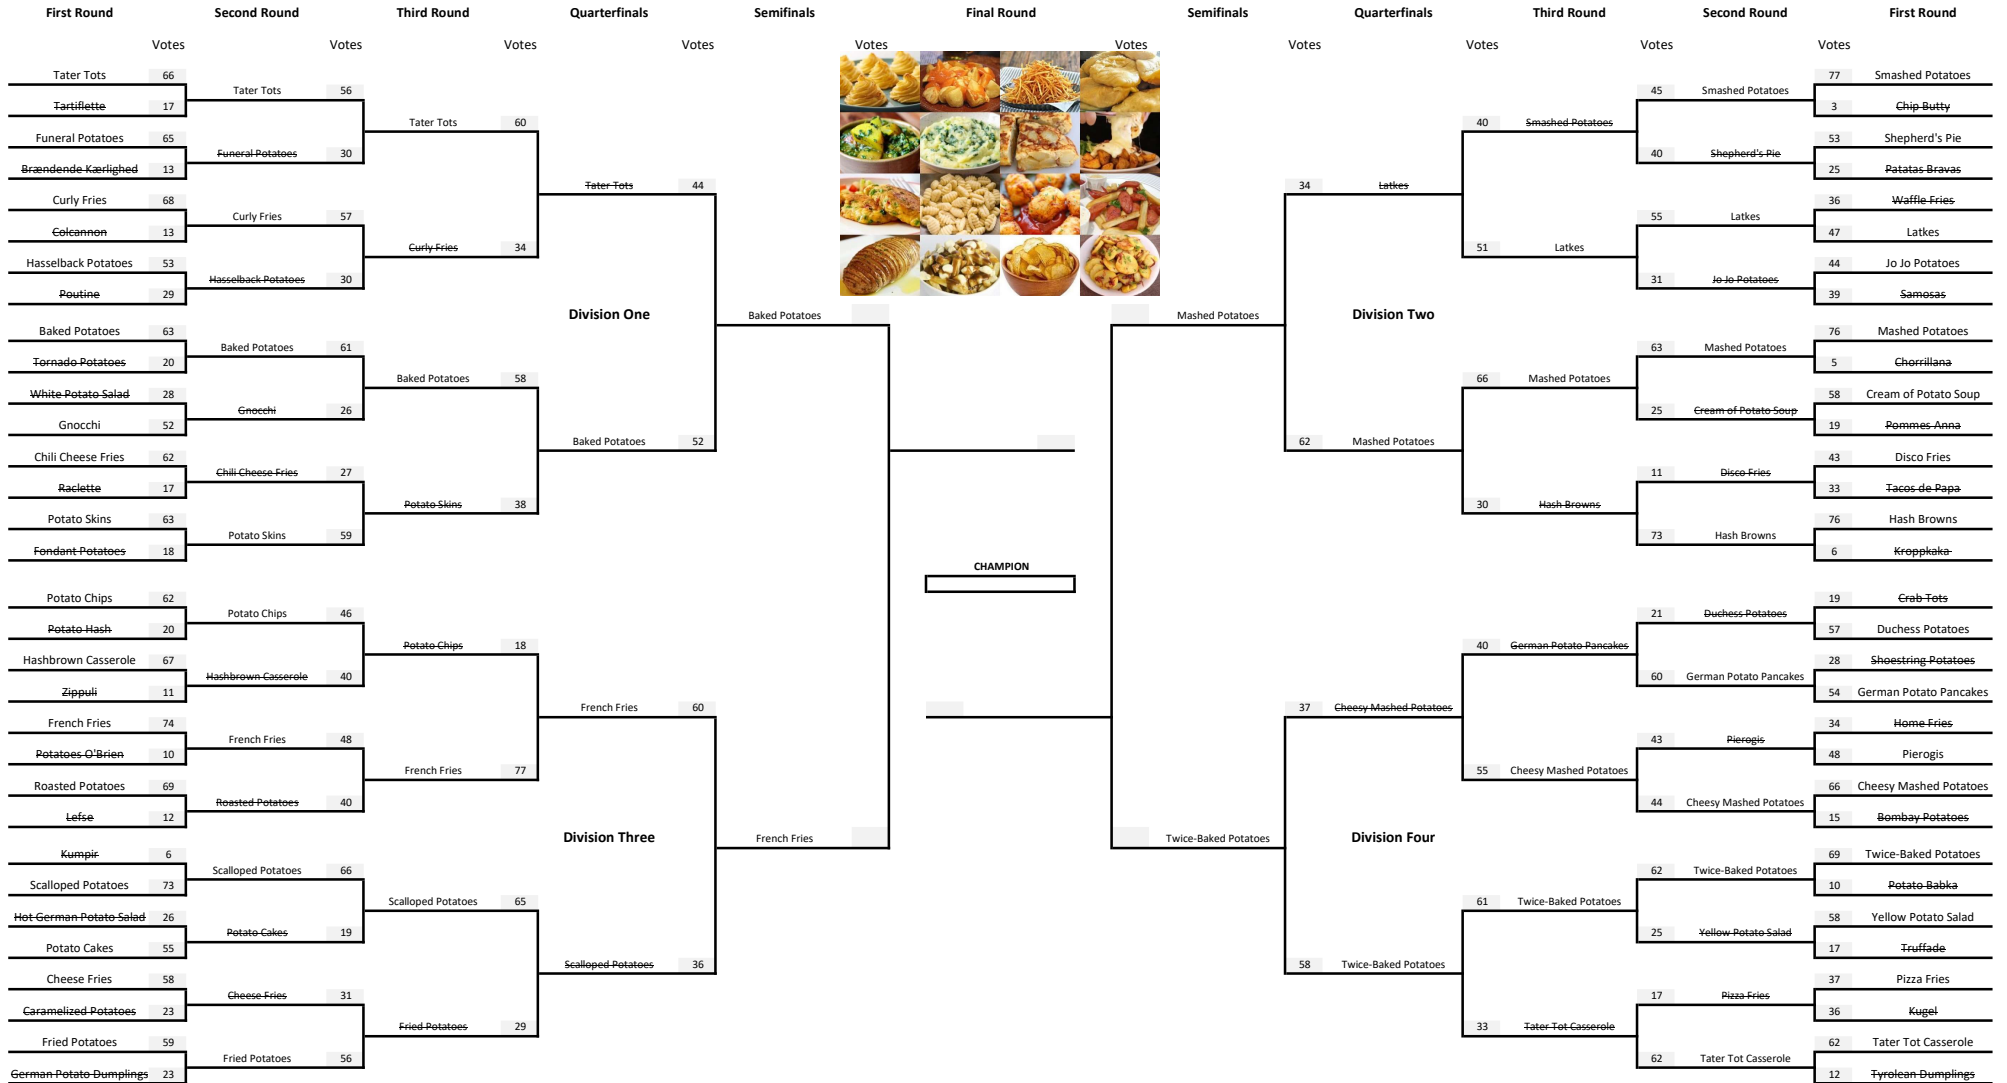 First Round Second Round Third Round Quarterfinals Semifinals Final Round Semifinals Quarterfinals Third Round Second Round First Round
Votes Votes Votes Votes Votes Votes Votes Votes Votes Votes
Tater Tots 66
Tartiflette 17
Funeral Potatoes 65
Brændende Kærlighed 13
Curly Fries 68
Colcannon 13
Hasselback Potatoes 53
Poutine 29
Baked Potatoes 63
Tornado Potatoes 20
White Potato Salad 28
Gnocchi 52
Chili Cheese Fries 62
Raclette 17
Potato Skins 63
Fondant Potatoes 18
Potato Chips 62
Potato Hash 20
Hashbrown Casserole 67
Zippuli 11
French Fries 74
Potatoes O'Brien 10
Roasted Potatoes 69
Lefse 12
Kumpir 6
Scalloped Potatoes 73
Hot German Potato Salad 26
Potato Cakes 55
Cheese Fries 58
Caramelized Potatoes 23
Fried Potatoes 59
German Potato Dumplings 23
Tater Tots 56
Funeral Potatoes 30
Curly Fries 57
Hasselback Potatoes 30
Baked Potatoes 61
Gnocchi 26
Chili Cheese Fries 27
Potato Skins 59
Potato Chips 46
Hashbrown Casserole 40
French Fries 48
Roasted Potatoes 40
Scalloped Potatoes 66
Potato Cakes 19
Cheese Fries 31
Fried Potatoes 56
Tater Tots 60
Curly Fries 34
Baked Potatoes 58
Potato Skins 38
Potato Chips 18
French Fries 77
Scalloped Potatoes 65
Fried Potatoes 29
Tater Tots 44
Division One
Baked Potatoes 52
French Fries 60
Division Three
Scalloped Potatoes 36
Baked Potatoes
French Fries
CHAMPION
Mashed Potatoes
Twice-Baked Potatoes
34 Latkes
Division Two
62 Mashed Potatoes
37 Cheesy Mashed Potatoes
Division Four
58 Twice-Baked Potatoes
40 Smashed Potatoes
51 Latkes
66 Mashed Potatoes
30 Hash Browns
40 German Potato Pancakes
55 Cheesy Mashed Potatoes
61 Twice-Baked Potatoes
33 Tater Tot Casserole
45 Smashed Potatoes
40 Shepherd's Pie
55 Latkes
31 Jo Jo Potatoes
63 Mashed Potatoes
25 Cream of Potato Soup
11 Disco Fries
73 Hash Browns
21 Duchess Potatoes
60 German Potato Pancakes
43 Pierogis
44 Cheesy Mashed Potatoes
62 Twice-Baked Potatoes
25 Yellow Potato Salad
17 Pizza Fries
62 Tater Tot Casserole
77 Smashed Potatoes
3 Chip Butty
53 Shepherd's Pie
25 Patatas Bravas
36 Waffle Fries
47 Latkes
44 Jo Jo Potatoes
39 Samosas
76 Mashed Potatoes
5 Chorrillana
58 Cream of Potato Soup
19 Pommes Anna
43 Disco Fries
33 Tacos de Papa
76 Hash Browns
6 Kroppkaka
19 Crab Tots
57 Duchess Potatoes
28 Shoestring Potatoes
54 German Potato Pancakes
34 Home Fries
48 Pierogis
66 Cheesy Mashed Potatoes
15 Bombay Potatoes
69 Twice-Baked Potatoes
10 Potato Babka
58 Yellow Potato Salad
17 Truffade
37 Pizza Fries
36 Kugel
62 Tater Tot Casserole
12 Tyrolean Dumplings